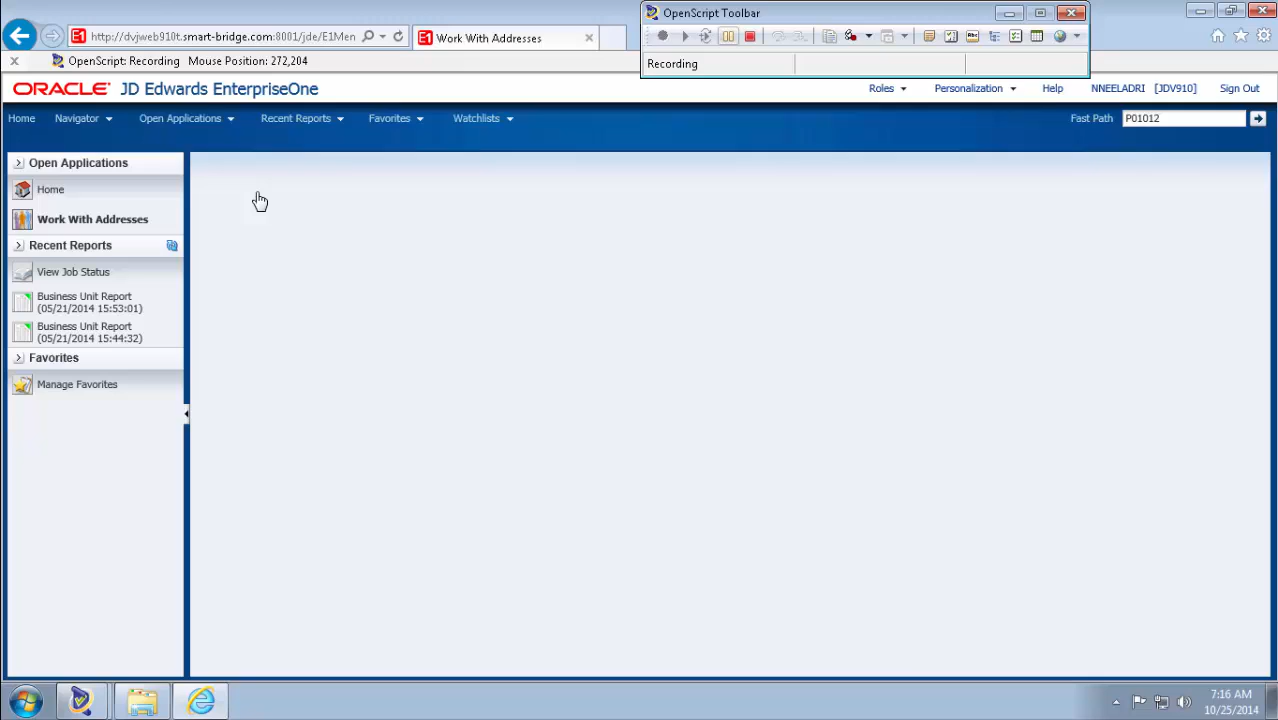 OpenScript Toolbar
http://dvjweb910t.smart-bridge.com:8001/jde/E1Men
E1 Work With Addresses
OpenScript: Recording Mouse Position: 272,204
Recording
ORACLE® JD Edwards EnterpriseOne
Roles Personalization Help NNEELADRI [JDV910] Sign Out
Home Navigator Open Applications Recent Reports Favorites Watchlists Fast Path P01012
Open Applications
Home
Work With Addresses
Recent Reports
View Job Status
Business Unit Report
(05/21/2014 15:53:01)
Business Unit Report
(05/21/2014 15:44:32)
Favorites
Manage Favorites
7:16 AM
10/25/2014